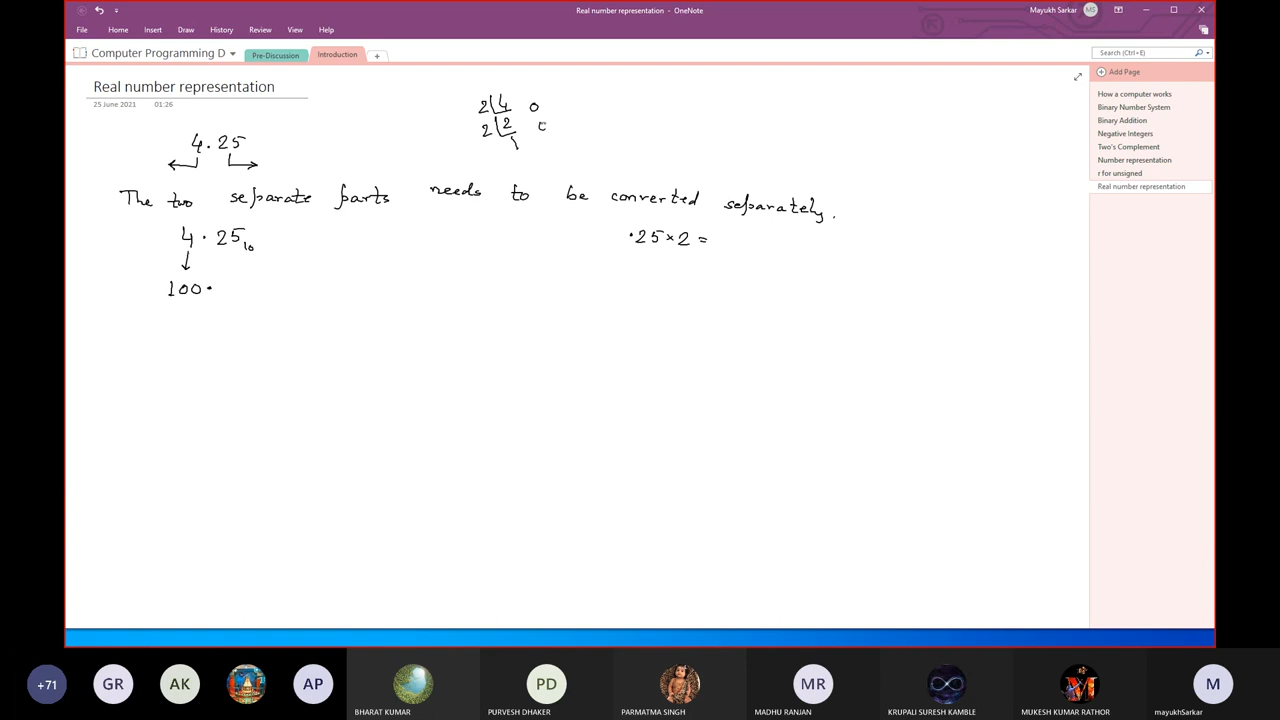 Real number representation - OneNote
Mayukh Sarkar MS
File Home Insert Draw History Review View Help
Computer Programming D Pre-Discussion Introduction
Search (Ctrl+E)
Add Page
Real number representation
25 June 2021 01:26
How a computer works
Binary Number System
Binary Addition
Negative Integers
Two's Complement
Number representation
r for unsigned
Real number representation
2 4 0
2 2 0
1
4.25
The two separate parts needs to be converted separately.
4.25₁₀
.25×2=
100.
+71 GR AK AP
BHARAT KUMAR
PD
PURVESH DHAKER
PARMATMA SINGH
MR
MADHU RANJAN
KRUPALI SURESH KAMBLE
MUKESH KUMAR RATHOR
M
mayukhSarkar